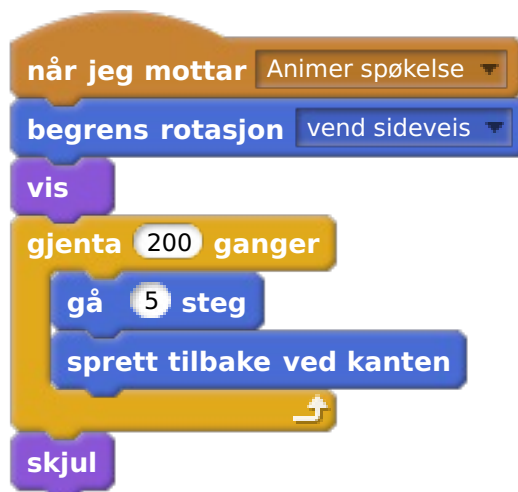 når jeg mottar Animer spøkelse
begrens rotasjon vend sideveis
vis
gjenta 200 ganger
gå 5 steg
sprett tilbake ved kanten
skjul